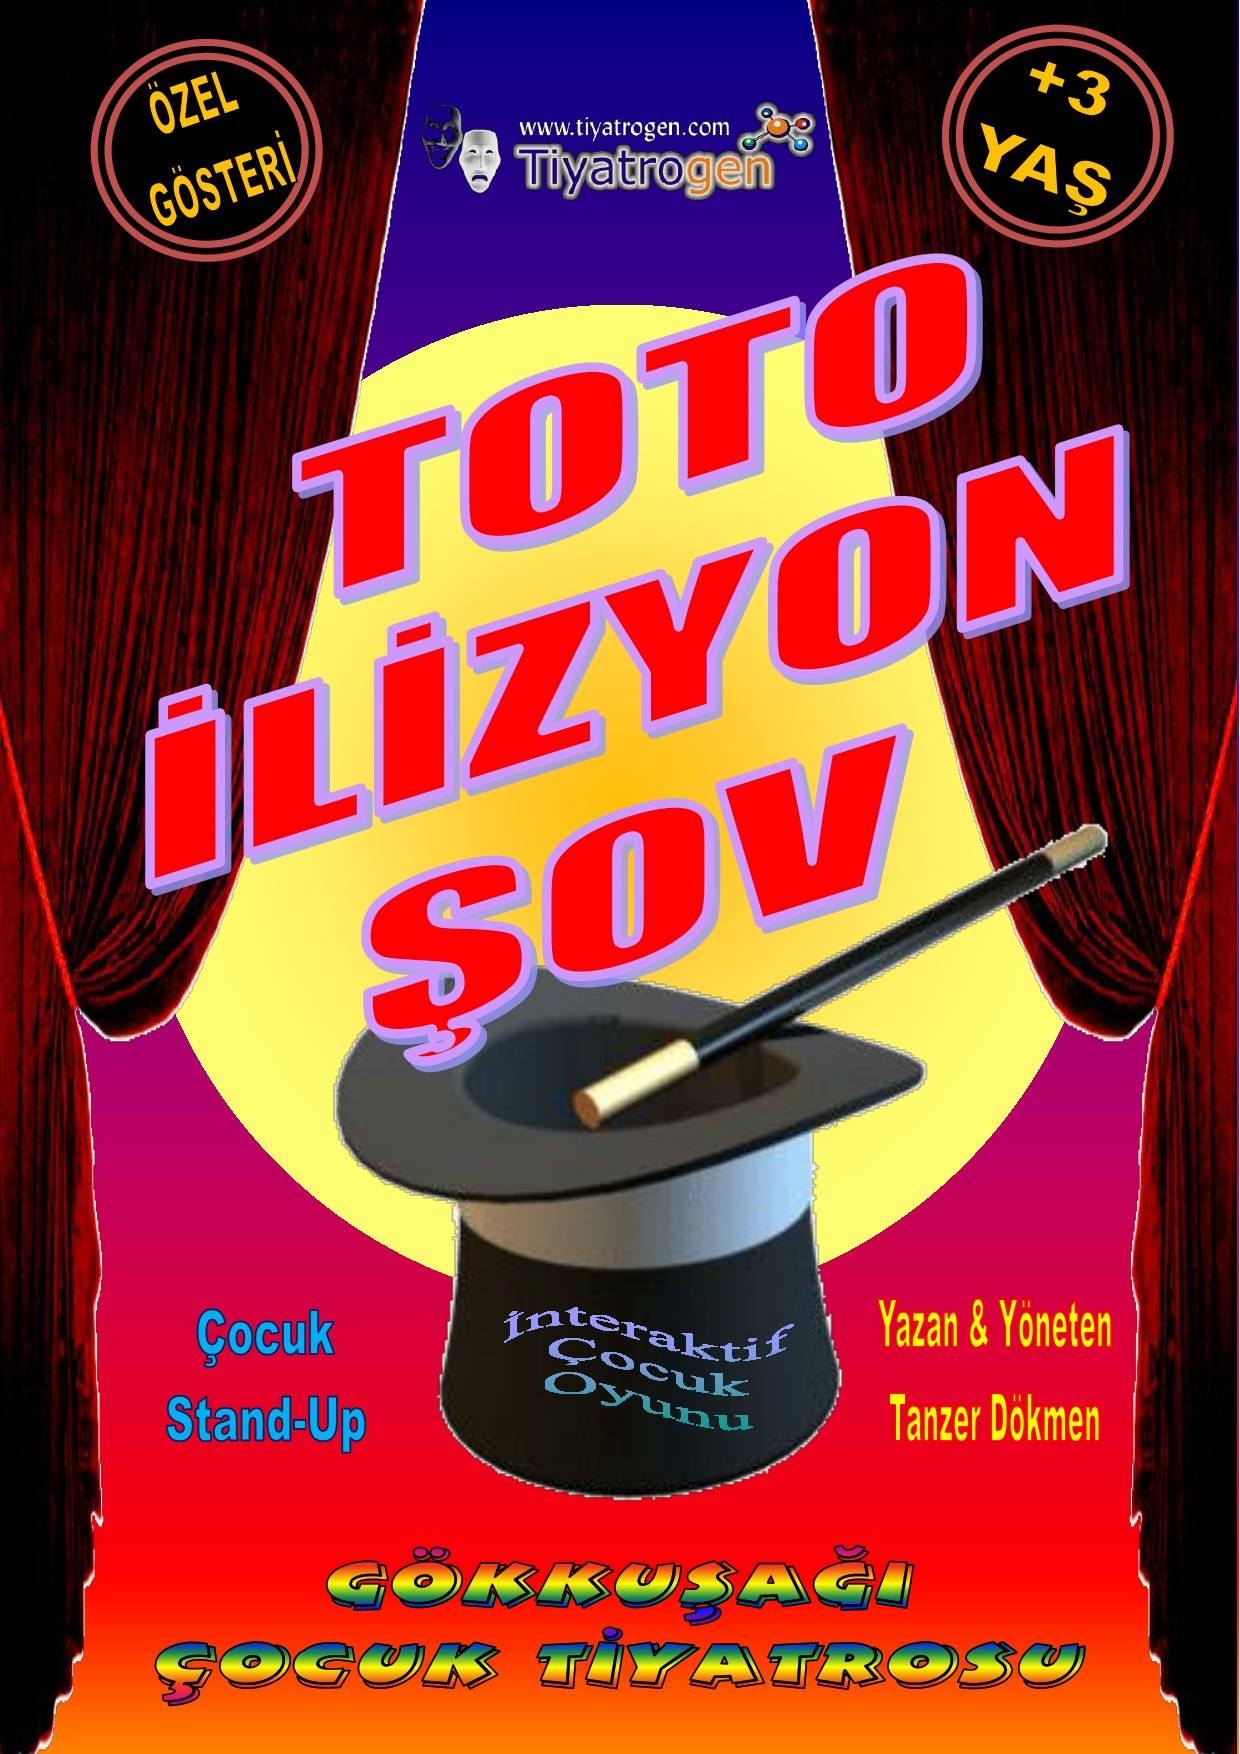 ÖZEL
GÖSTERİ
www.tiyatrogen.com
Tiyatrogen
+3
YAŞ
TOTO
İLİZYON
ŞOV
İnteraktif
Çocuk
Oyunu
Çocuk
Stand-Up
Yazan & Yöneten
Tanzer Dökmen
GÖKKUŞAĞI
ÇOCUK TİYATROSU